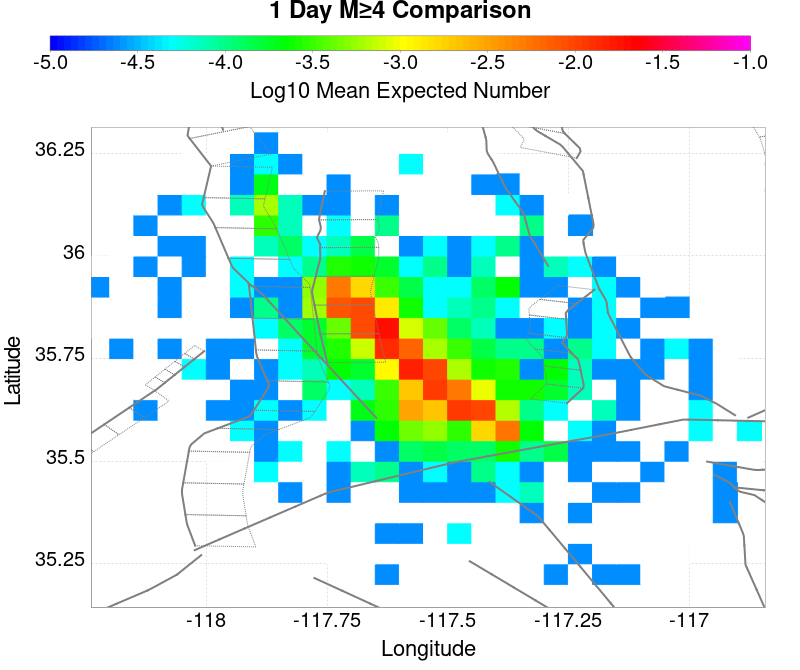 1 Day M≥4 Comparison
-5.0 -4.5 -4.0 -3.5 -3.0 -2.5 -2.0 -1.5 -1.0
Log10 Mean Expected Number
36.25
36
35.75
35.5
35.25
Latitude
-118 -117.75 -117.5 -117.25 -117
Longitude